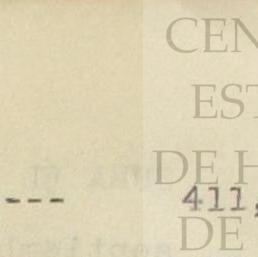 CEN
EST
DE H
--- 411,
DE